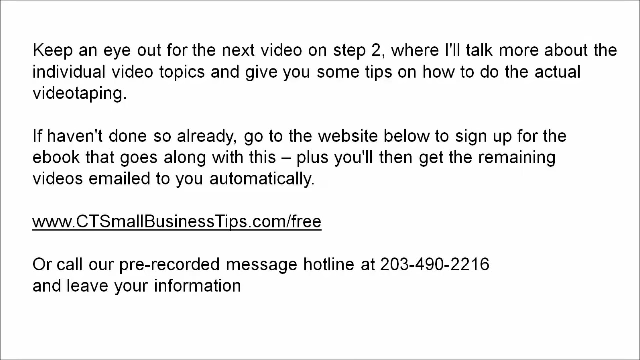 Keep an eye out for the next video on step 2, where I'll talk more about the
individual video topics and give you some tips on how to do the actual
videotaping.
If haven't done so already, go to the website below to sign up for the
ebook that goes along with this – plus you'll then get the remaining
videos emailed to you automatically.
www.CTSmallBusinessTips.com/free
Or call our pre-recorded message hotline at 203-490-2216
and leave your information